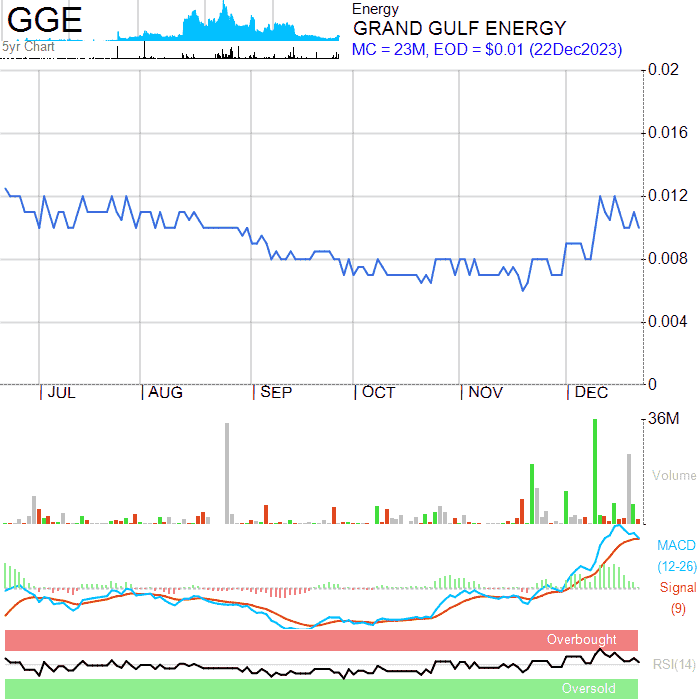 GGE
5yr Chart
Energy
GRAND GULF ENERGY
MC = 23M, EOD = $0.01 (22Dec2023)
0.02
0.016
0.012
0.008
0.004
0
JUL AUG SEP OCT NOV DEC
36M
Volume
MACD
(12-26)
Signal
(9)
Overbought
RSI(14)
Oversold